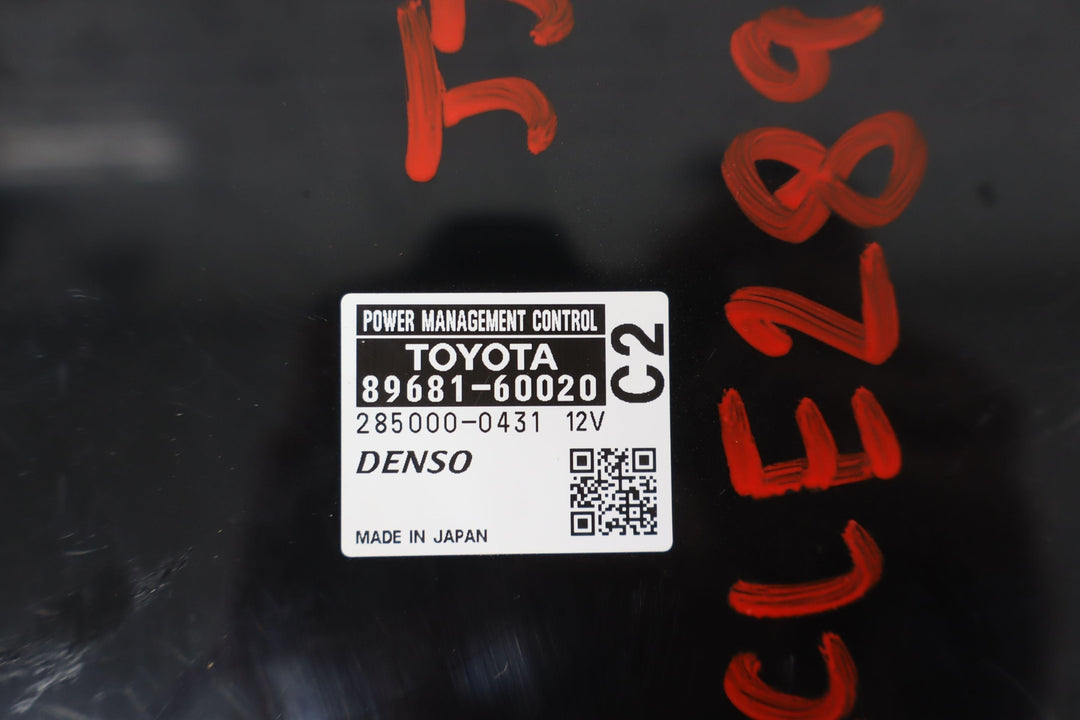 POWER MANAGEMENT CONTROL
TOYOTA
89681-60020
C2
285000-0431 12V
DENSO
MADE IN JAPAN
CLE289